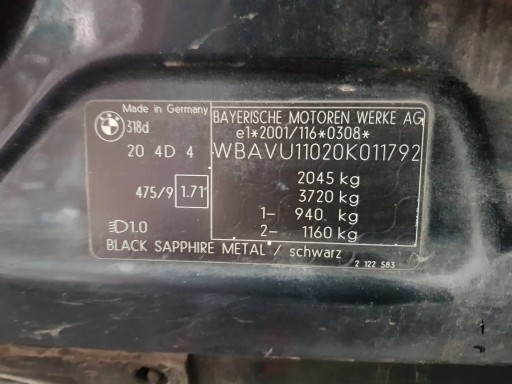 Made in Germany
BMW
318d
20 4D 4
475/9 1.71
1.0
BAYERISCHE MOTOREN WERKE AG
e1*2001/116*0308*
WBAVU11020K011792
2045 kg
3720 kg
1- 940. kg
2- 1160 kg
BLACK SAPPHIRE METAL / schwarz
2 122 583